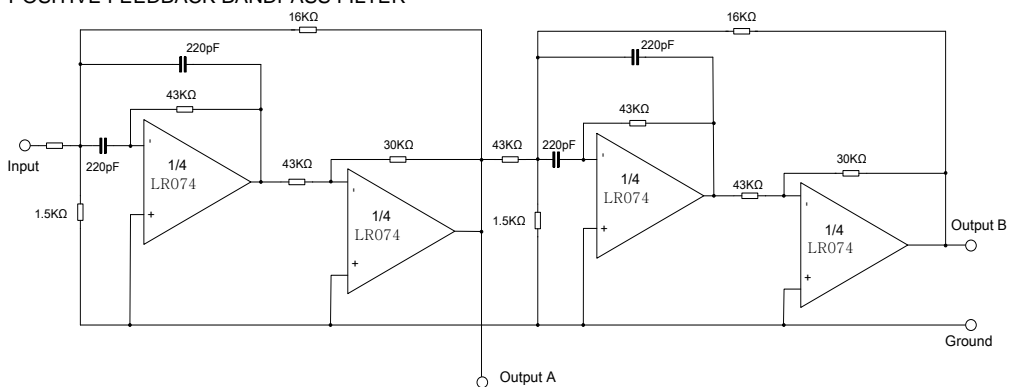 POSITIVE FEEDBACK BANDPASS FILTER
16KΩ
16KΩ
220pF
220pF
43KΩ
43KΩ
Input
220pF
1/4
LR074
43KΩ
30KΩ
43KΩ
220pF
1/4
LR074
43KΩ
30KΩ
1.5KΩ
1/4
LR074
1.5KΩ
1/4
LR074
Output B
Ground
Output A
-
+
-
+
-
+
-
+